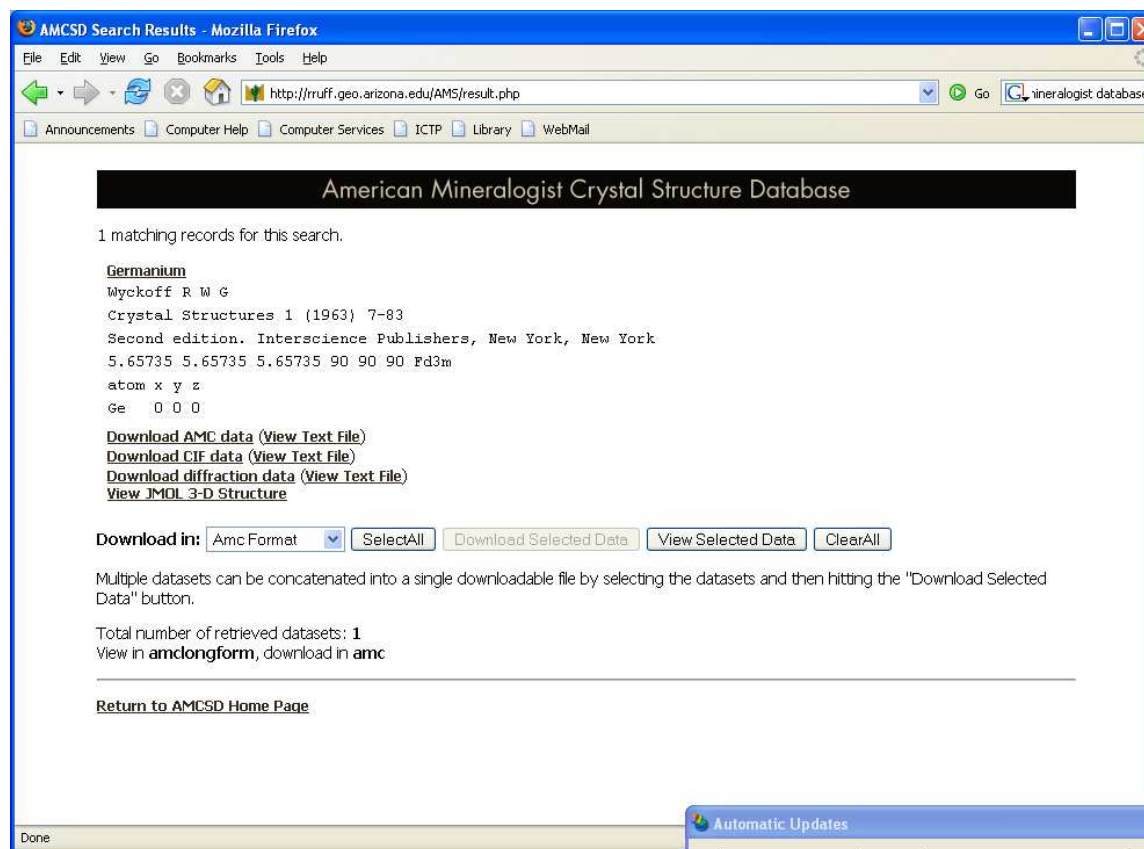 AMCSD Search Results - Mozilla Firefox
File Edit View Go Bookmarks Tools Help
http://rruff.geo.arizona.edu/AMS/result.php Go G ineralogist database
Announcements Computer Help Computer Services ICTP Library WebMail
American Mineralogist Crystal Structure Database
1 matching records for this search.
Germanium
Wyckoff R W G
Crystal Structures 1 (1963) 7-83
Second edition. Interscience Publishers, New York, New York
5.65735 5.65735 5.65735 90 90 90 Fd3m
atom x y z
Ge 0 0 0
Download AMC data (View Text File)
Download CIF data (View Text File)
Download diffraction data (View Text File)
View JMOL 3-D Structure
Download in: Amc Format SelectAll Download Selected Data View Selected Data ClearAll
Multiple datasets can be concatenated into a single downloadable file by selecting the datasets and then hitting the "Download Selected
Data" button.
Total number of retrieved datasets: 1
View in amclongform, download in amc
Return to AMCSD Home Page
Automatic Updates
Done